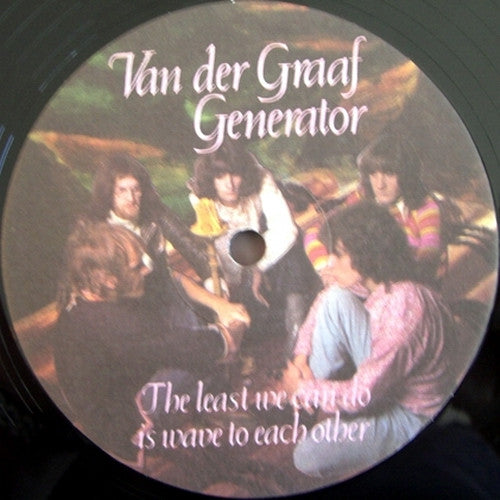 Van der Graaf
Generator
The least we can do
is wave to each other